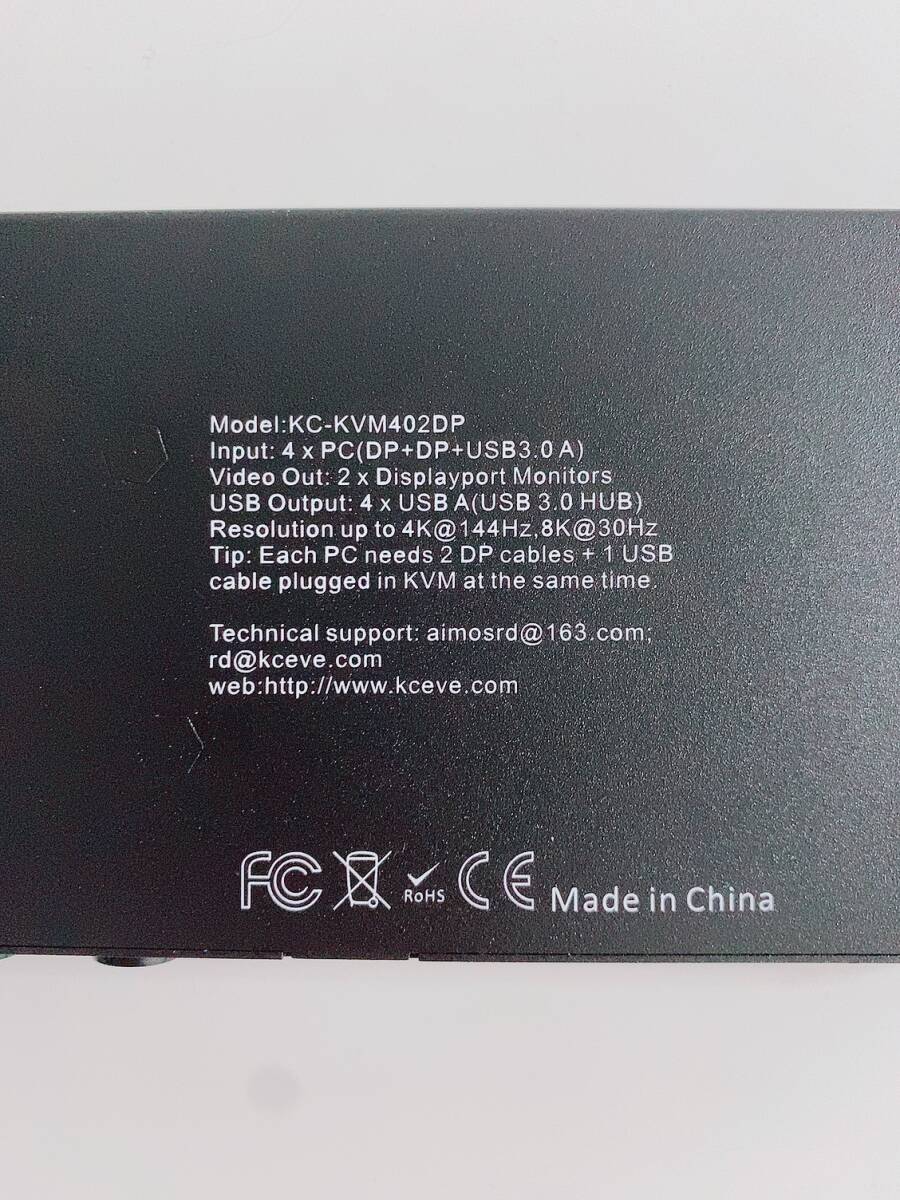 Model:KC-KVM402DP
Input: 4 x PC(DP+DP+USB3.0 A)
Video Out: 2 x Displayport Monitors
USB Output: 4 x USB A(USB 3.0 HUB)
Resolution up to 4K@144Hz,8K@30Hz
Tip: Each PC needs 2 DP cables + 1 USB
cable plugged in KVM at the same time.
Technical support: aimosrd@163.com;
rd@kceve.com
web:http://www.kceve.com
FC RoHS CE Made in China